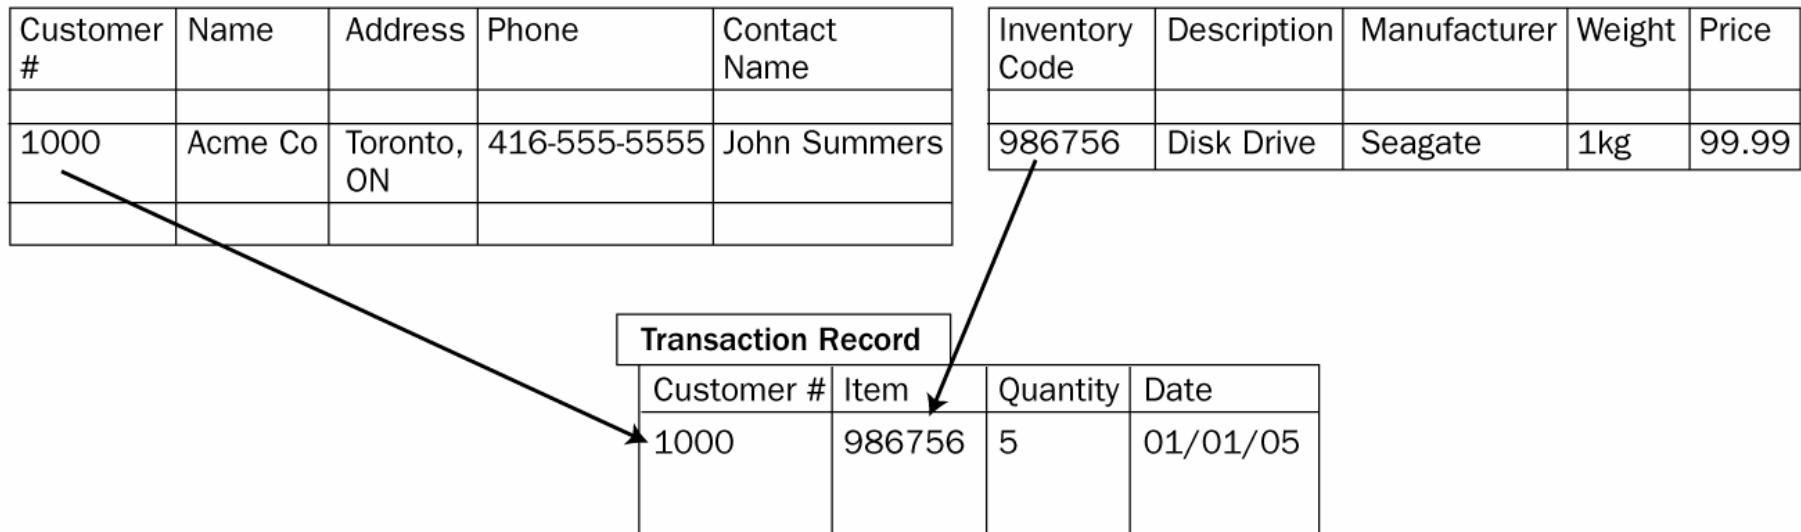 Customer # Name Address Phone Contact Name
1000 Acme Co Toronto, ON 416-555-5555 John Summers
Inventory Code Description Manufacturer Weight Price
986756 Disk Drive Seagate 1kg 99.99
Transaction Record
Customer # Item Quantity Date
1000 986756 5 01/01/05